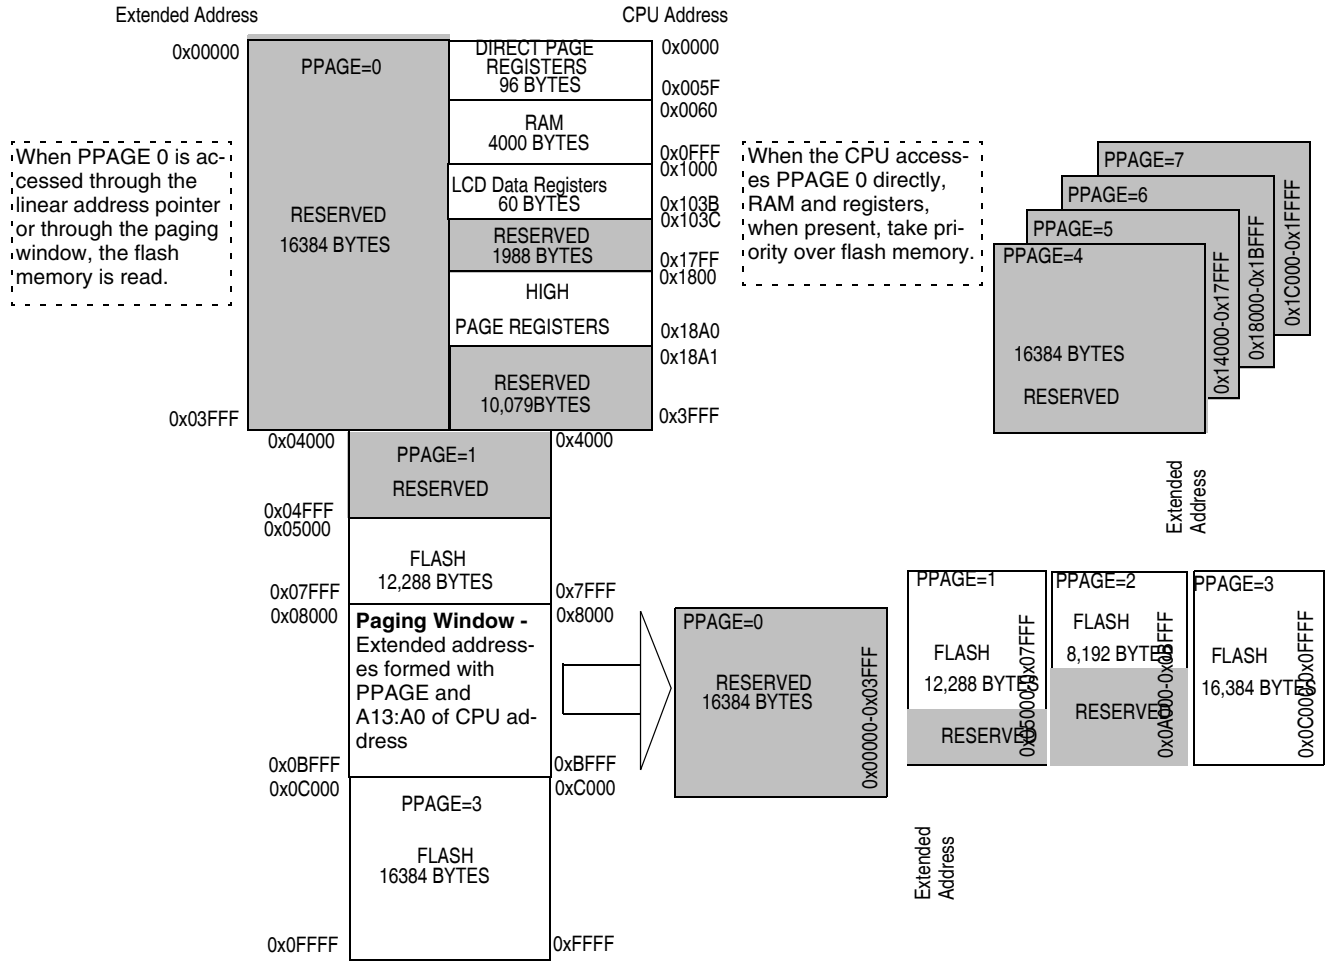 Extended Address
CPU Address
0x00000
PPAGE=0
RESERVED
16384 BYTES
0x03FFF
DIRECT PAGE
REGISTERS
96 BYTES
0x0000
0x005F
0x0060
RAM
4000 BYTES
0x0FFF
0x1000
LCD Data Registers
60 BYTES
0x103B
0x103C
RESERVED
1988 BYTES
0x17FF
0x1800
HIGH
PAGE REGISTERS
0x18A0
0x18A1
RESERVED
10,079BYTES
0x3FFF
When PPAGE 0 is ac-
cessed through the
linear address pointer
or through the paging
window, the flash
memory is read.
When the CPU access-
es PPAGE 0 directly,
RAM and registers,
when present, take pri-
ority over flash memory.
PPAGE=7
0x1C000-0x1FFFF
PPAGE=6
0x18000-0x1BFFF
PPAGE=5
0x14000-0x17FFF
PPAGE=4
16384 BYTES
RESERVED
Extended
Address
0x04000
0x4000
PPAGE=1
RESERVED
0x04FFF
0x05000
FLASH
12,288 BYTES
0x07FFF
0x7FFF
0x08000
0x8000
Paging Window -
Extended address-
es formed with
PPAGE and
A13:A0 of CPU ad-
dress
0x0BFFF
0xBFFF
0x0C000
0xC000
PPAGE=3
FLASH
16384 BYTES
0x0FFFF
0xFFFF
PPAGE=0
RESERVED
16384 BYTES
0x00000-0x03FFF
PPAGE=1
FLASH
12,288 BYTES
RESERVED
0x05000-0x07FFF
PPAGE=2
FLASH
8,192 BYTES
RESERVED
0x0A000-0x0BFFF
PPAGE=3
FLASH
16,384 BYTES
0x0C000-0x0FFFF
Extended
Address